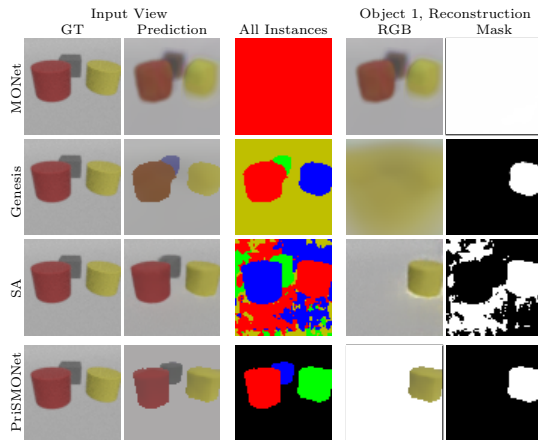 Input View
Object 1, Reconstruction
GT
Prediction
All Instances
RGB
Mask
MONet
Genesis
SA
PriSMONet